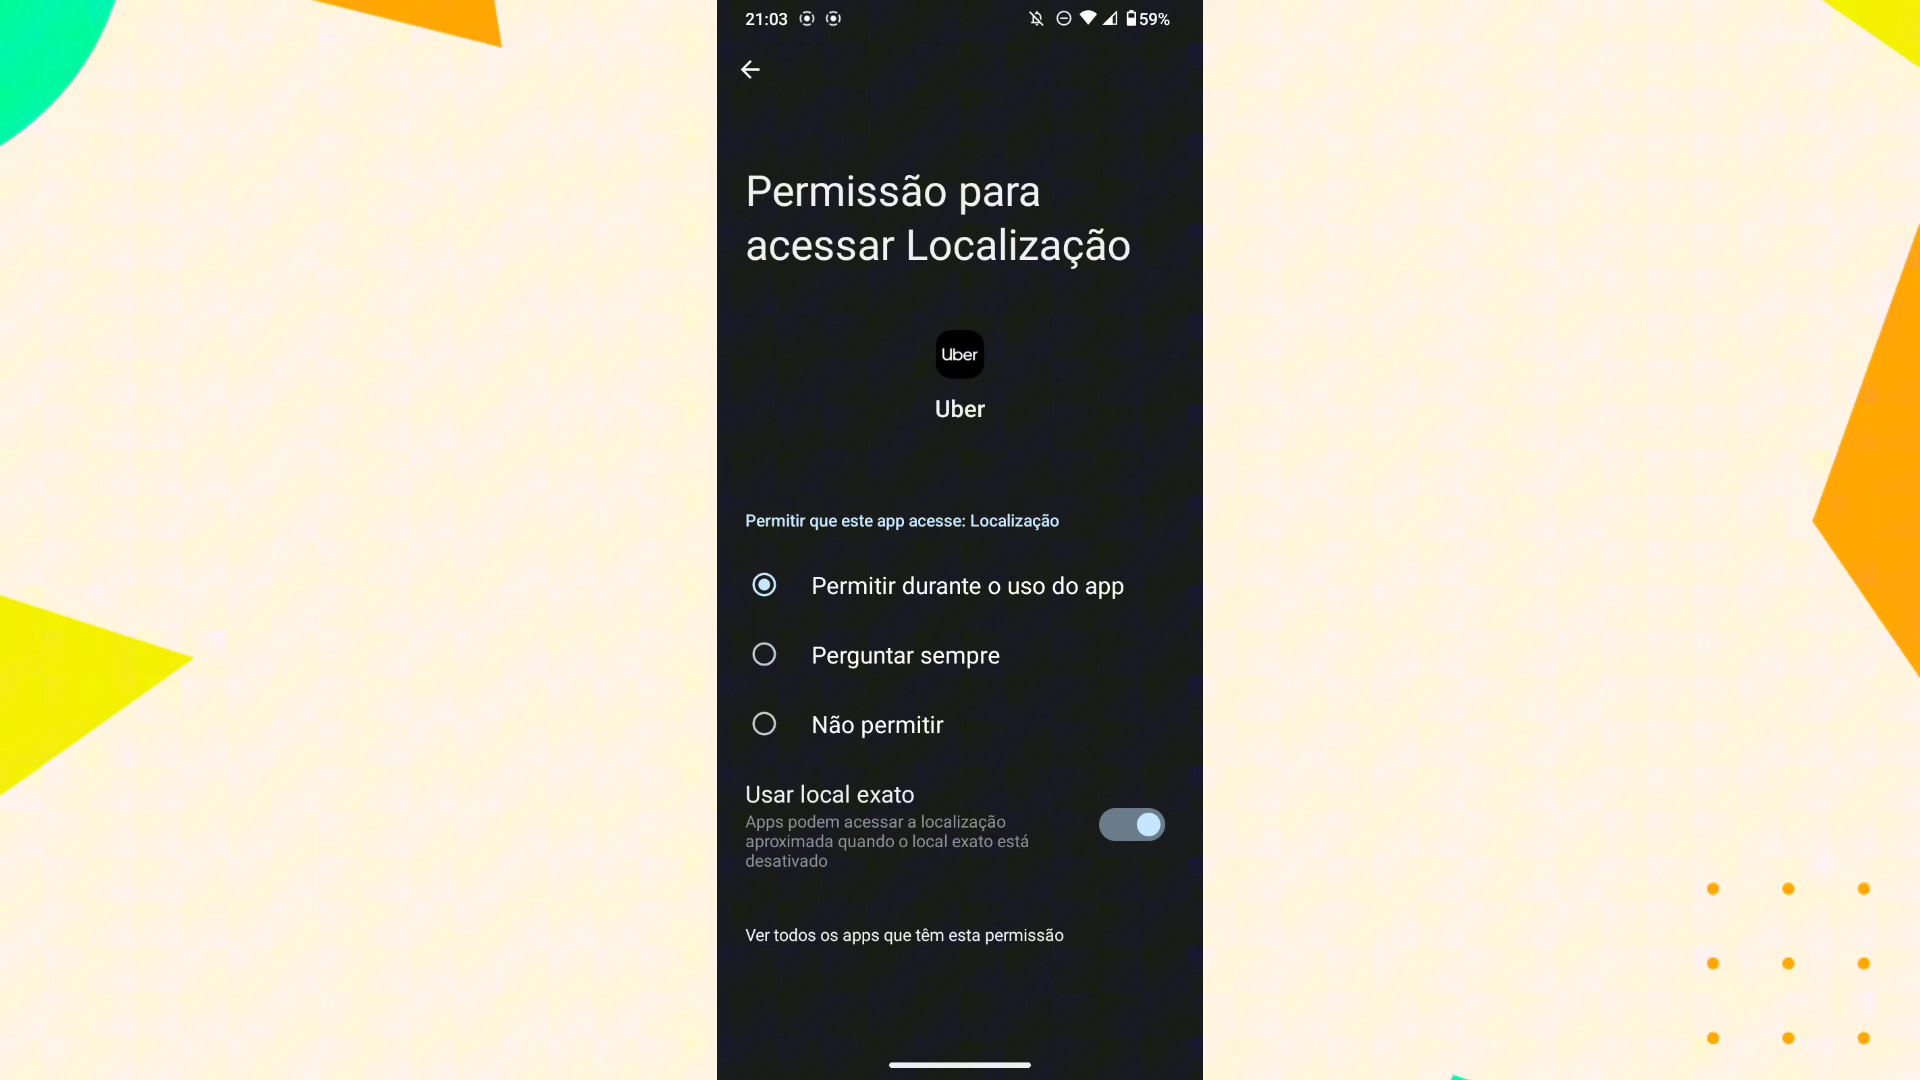 21:03
59%
Permissão para
acessar Localização
Uber
Uber
Permitir que este app acesse: Localização
Permitir durante o uso do app
Perguntar sempre
Não permitir
Usar local exato
Apps podem acessar a localização
aproximada quando o local exato está
desativado
Ver todos os apps que têm esta permissão